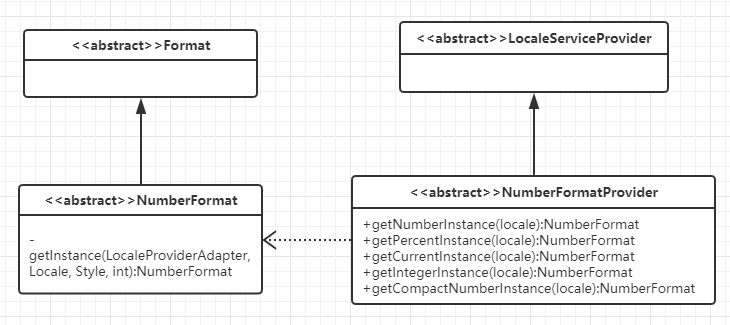 <<abstract>>Format
<<abstract>>LocaleServiceProvider
<<abstract>>NumberFormat
-
getInstance(LocaleProviderAdapter,
Locale, Style, int):NumberFormat
<<abstract>>NumberFormatProvider
+getNumberInstance(locale):NumberFormat
+getPercentInstance(locale):NumberFormat
+getCurrentInstance(locale):NumberFormat
+getIntegerInstance(locale):NumberFormat
+getCompactNumberInstance(locale):NumberFormat